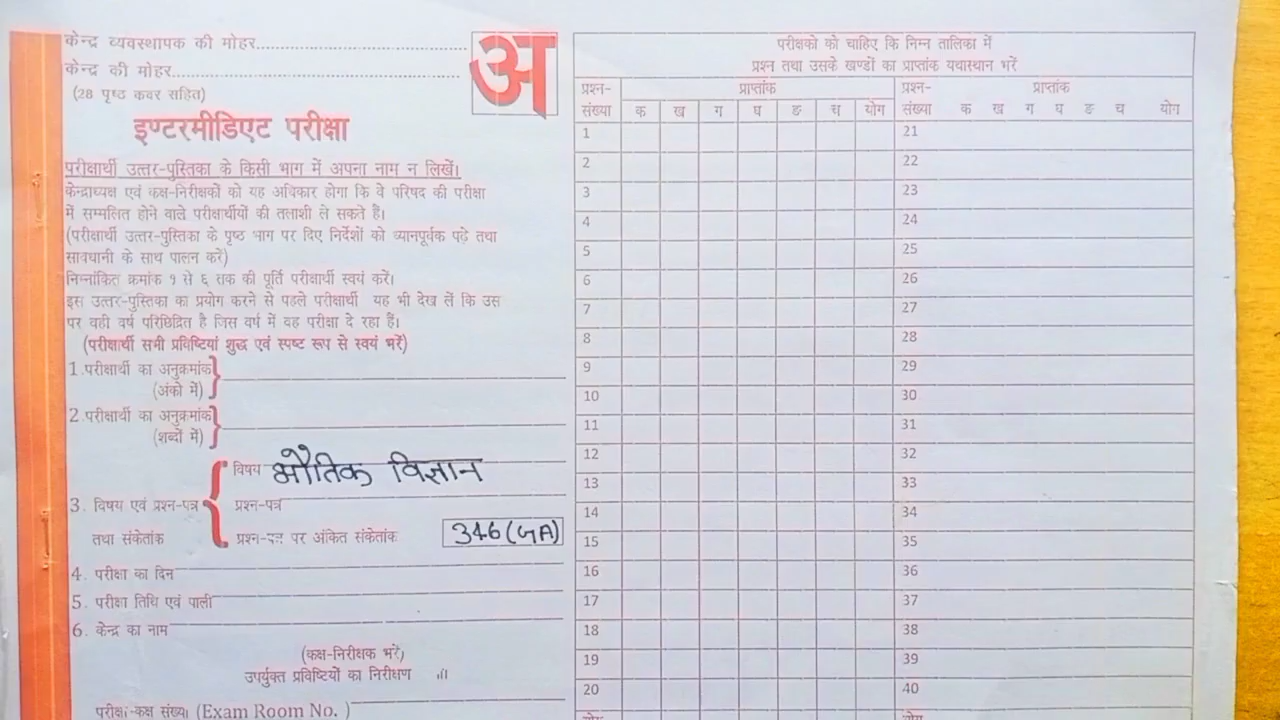 केन्द्र व्यवस्थापक की मोहर
केन्द्र की मोहर
(28 पृष्ठ कवर सहित)
अ
इण्टरमीडिएट परीक्षा
परीक्षार्थी उत्तर-पुस्तिका के किसी भाग में अपना नाम न लिखें।
केन्द्राध्यक्ष एवं कक्ष-निरीक्षकों को यह अधिकार होगा कि वे परिषद की परीक्षा
में सम्मलित होने वाले परीक्षार्थीयों की तलाशी ले सकते हैं।
(परीक्षार्थी उत्तर-पुस्तिका के पृष्ठ भाग पर दिए निर्देशों को ध्यानपूर्वक पढ़े तथा
सावधानी के साथ पालन करें)
निम्नांकित क्रमांक १ से ६ तक की पूर्ति परीक्षार्थी स्वयं करें।
इस उत्तर-पुस्तिका का प्रयोग करने से पहले परीक्षार्थी यह भी देख लें कि उस
पर वही वर्ष परिछिद्रित है जिस वर्ष में वह परीक्षा दे रहा हैं।
(परीक्षार्थी सभी प्रविष्टियां शुद्ध एवं स्पष्ट रूप से स्वयं भरें)
1.परीक्षार्थी का अनुक्रमांक
(अंको में)
2.परीक्षार्थी का अनुक्रमांक
(शब्दों में)
विषय भौतिक विज्ञान
3. विषय एवं प्रश्न-पत्र प्रश्न-पत्र
तथा संकेतांक प्रश्न-पत्र पर अंकित संकेतांक 346(GA)
4. परीक्षा का दिन
5. परीक्षा तिथि एवं पाली
6. केन्द्र का नाम
(कक्ष-निरीक्षक भरें)
उपर्युक्त प्रविष्टियों का निरीक्षण
परीक्षा-कक्ष संख्या (Exam Room No. )
परीक्षको को चाहिए कि निम्न तालिका में
प्रश्न तथा उसके खण्डों का प्राप्तांक यथास्थान भरें
प्रश्न- प्राप्तांक प्रश्न- प्राप्तांक
संख्या क ख ग घ ङ च योग संख्या क ख ग घ ङ च योग
1 21
2 22
3 23
4 24
5 25
6 26
7 27
8 28
9 29
10 30
11 31
12 32
13 33
14 34
15 35
16 36
17 37
18 38
19 39
20 40
योग योग